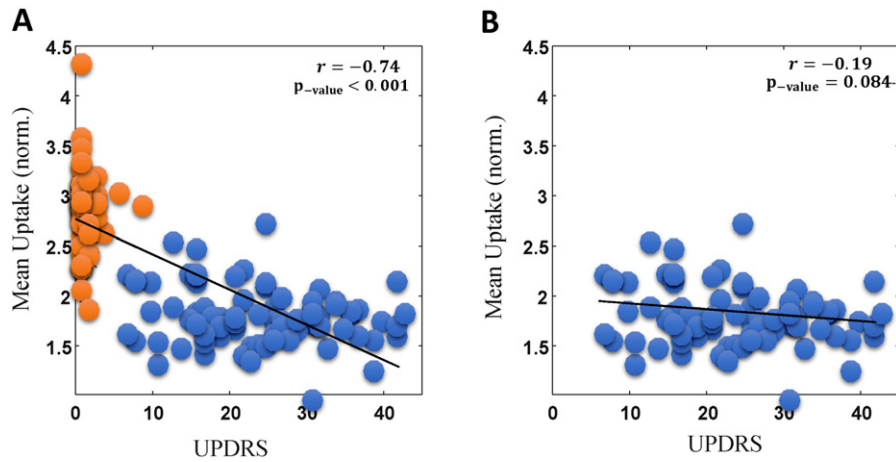 A
B
r = −0.74
p−value < 0.001
r = −0.19
p−value = 0.084
Mean Uptake (norm.)
4.5
4
3.5
3
2.5
2
1.5
0
10
20
30
40
UPDRS
Mean Uptake (norm.)
4.5
4
3.5
3
2.5
2
1.5
0
10
20
30
40
UPDRS